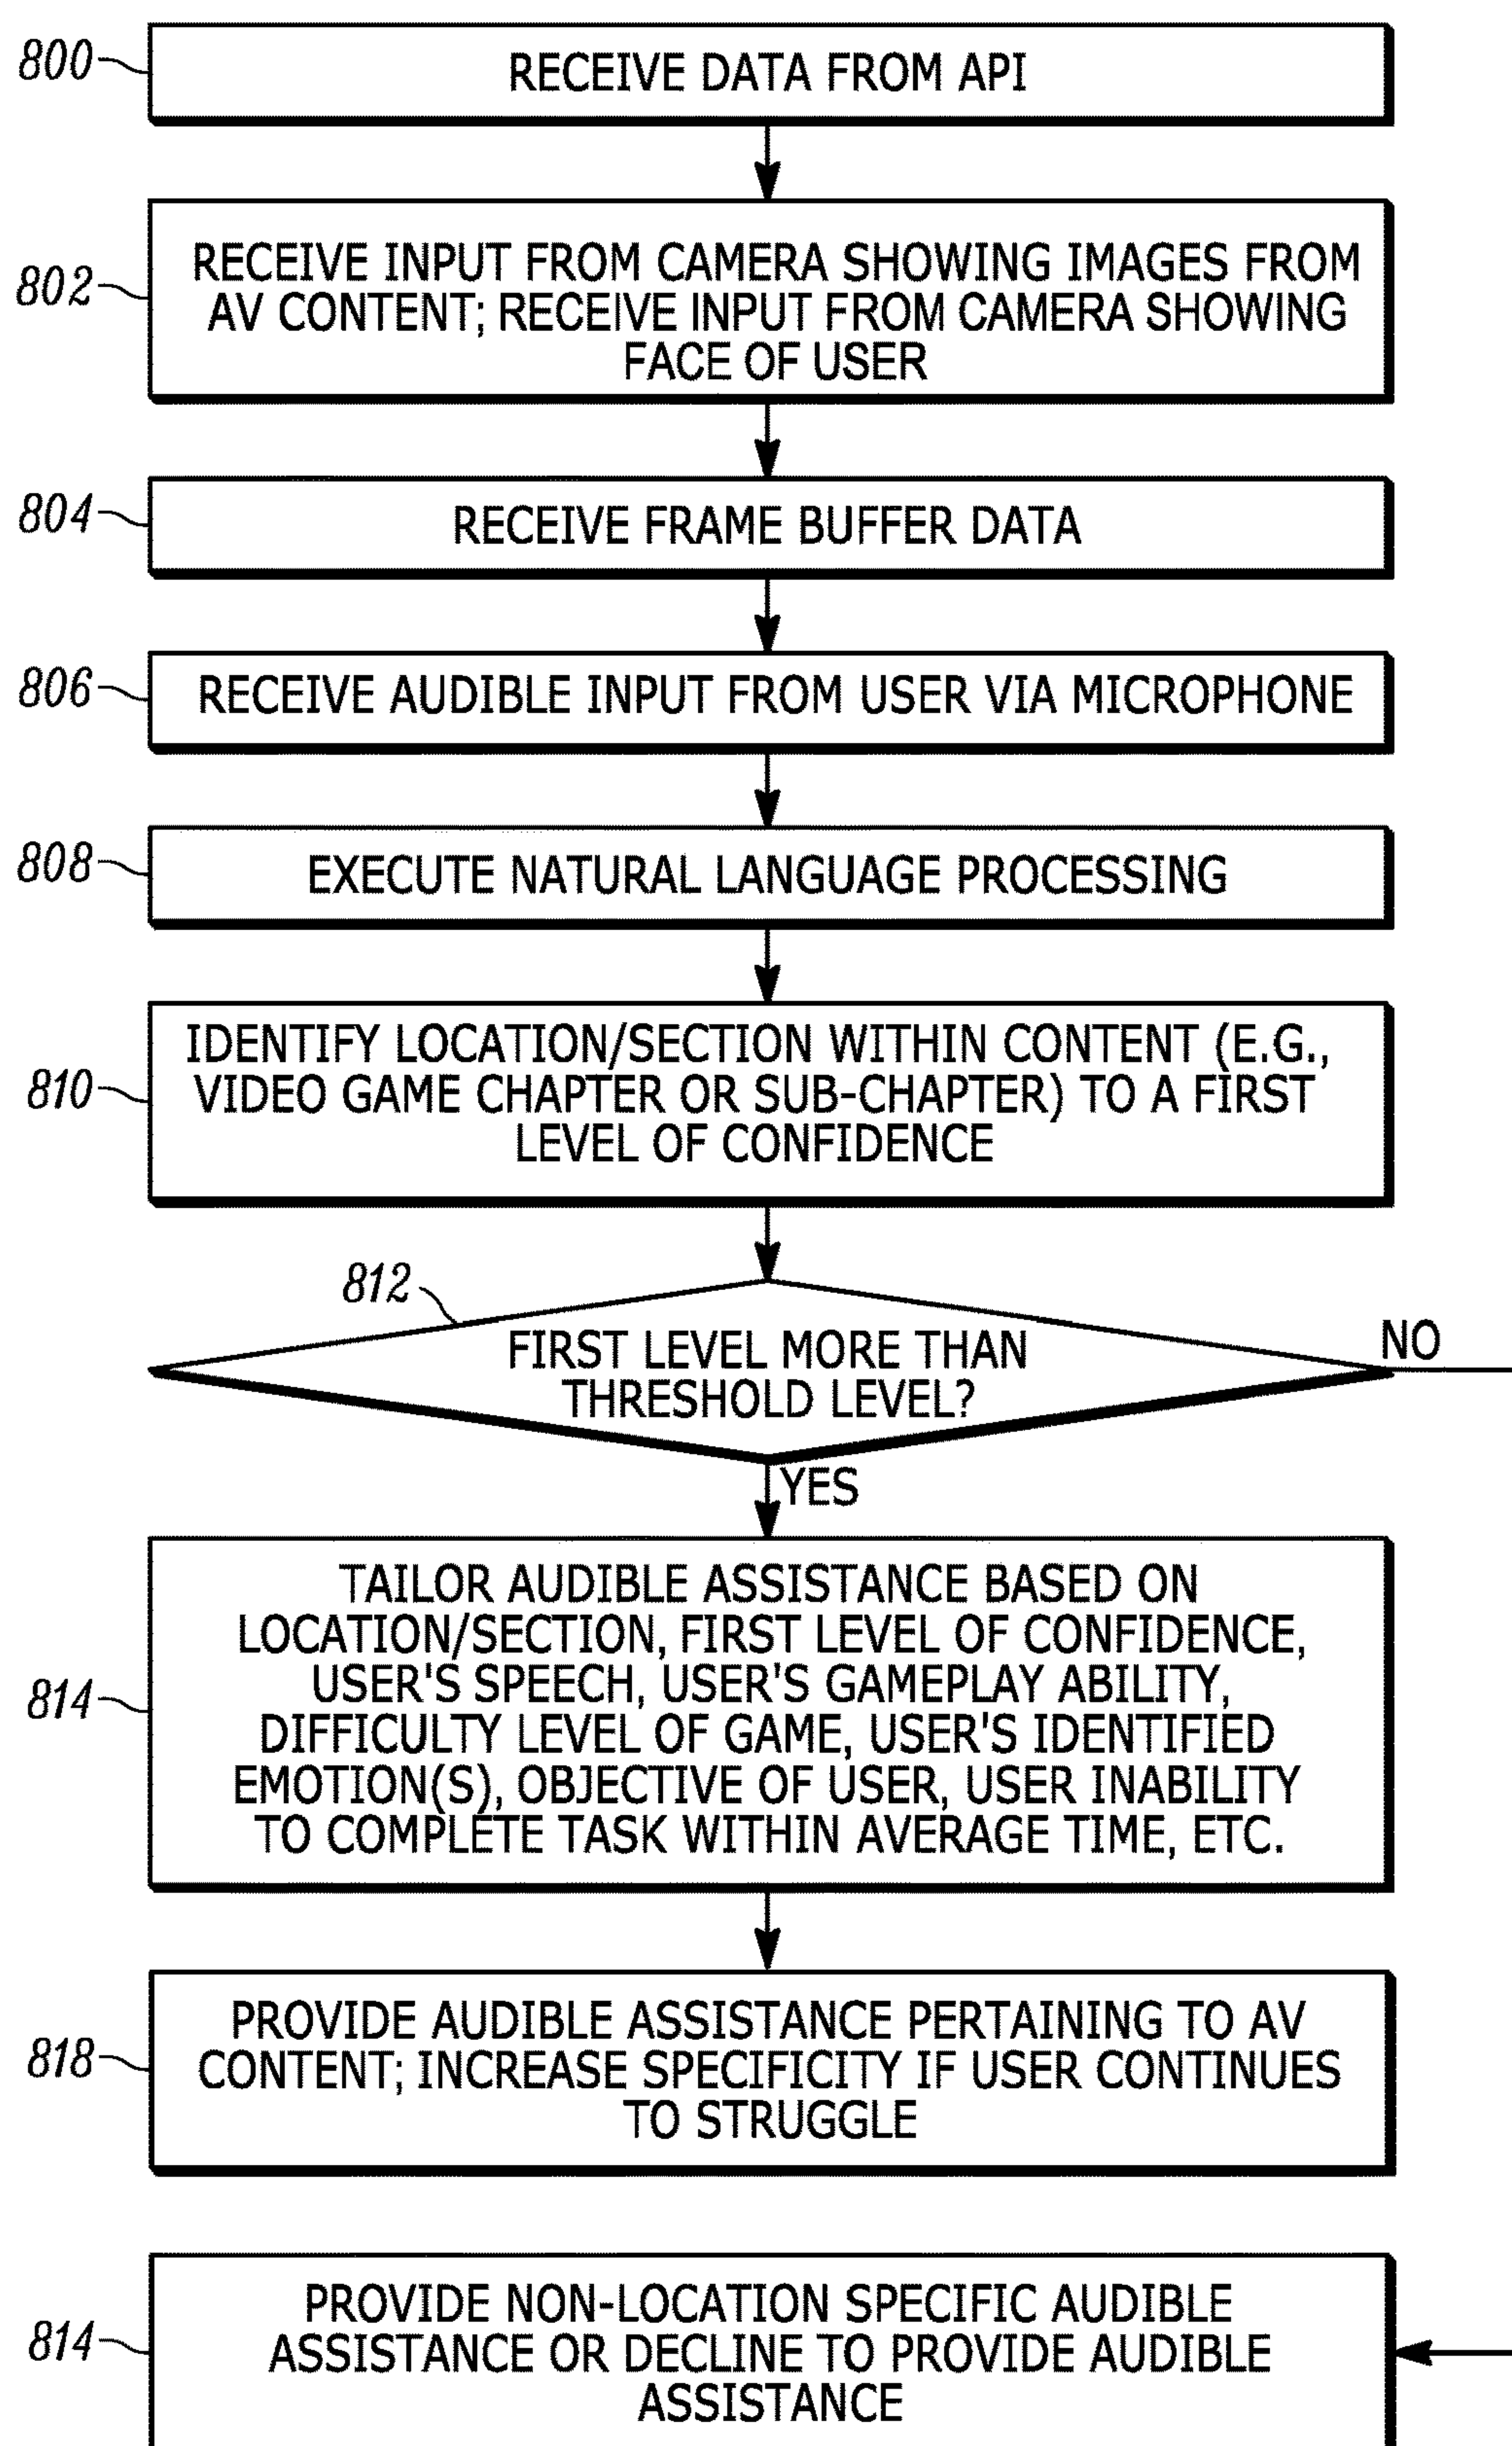 800
RECEIVE DATA FROM API
802
RECEIVE INPUT FROM CAMERA SHOWING IMAGES FROM
AV CONTENT; RECEIVE INPUT FROM CAMERA SHOWING
FACE OF USER
804
RECEIVE FRAME BUFFER DATA
806
RECEIVE AUDIBLE INPUT FROM USER VIA MICROPHONE
808
EXECUTE NATURAL LANGUAGE PROCESSING
810
IDENTIFY LOCATION/SECTION WITHIN CONTENT (E.G.,
VIDEO GAME CHAPTER OR SUB-CHAPTER) TO A FIRST
LEVEL OF CONFIDENCE
812
FIRST LEVEL MORE THAN
THRESHOLD LEVEL?
NO
YES
814
TAILOR AUDIBLE ASSISTANCE BASED ON
LOCATION/SECTION, FIRST LEVEL OF CONFIDENCE,
USER'S SPEECH, USER'S GAMEPLAY ABILITY,
DIFFICULTY LEVEL OF GAME, USER'S IDENTIFIED
EMOTION(S), OBJECTIVE OF USER, USER INABILITY
TO COMPLETE TASK WITHIN AVERAGE TIME, ETC.
818
PROVIDE AUDIBLE ASSISTANCE PERTAINING TO AV
CONTENT; INCREASE SPECIFICITY IF USER CONTINUES
TO STRUGGLE
814
PROVIDE NON-LOCATION SPECIFIC AUDIBLE
ASSISTANCE OR DECLINE TO PROVIDE AUDIBLE
ASSISTANCE